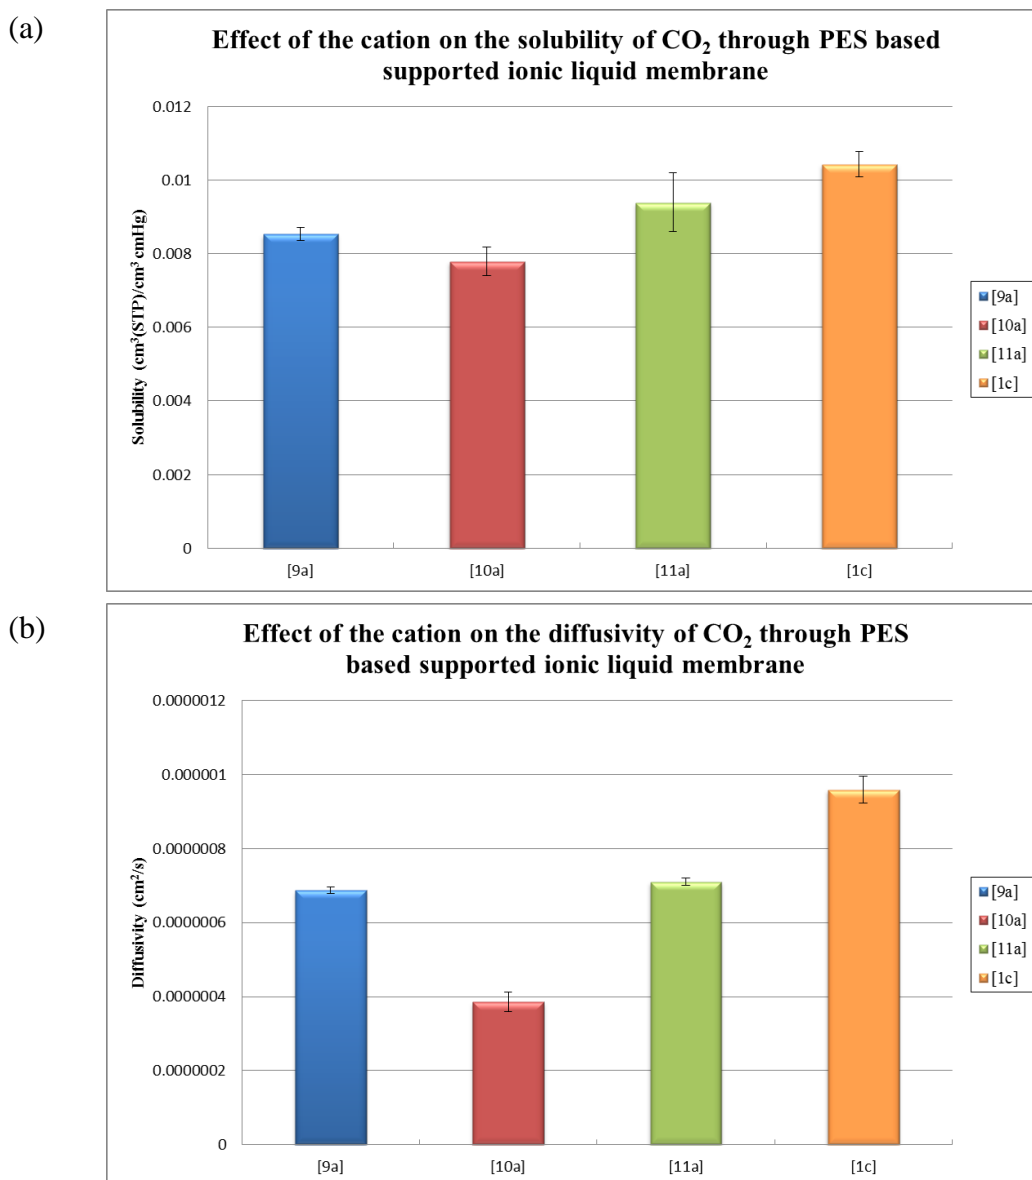 (a)
Effect of the cation on the solubility of CO₂ through PES based
supported ionic liquid membrane
0.012
0.01
0.008
0.006
0.004
0.002
0
Solubility (cm³(STP)/cm³ cmHg)
[9a]
[10a]
[11a]
[1c]
[9a]
[10a]
[11a]
[1c]
(b)
Effect of the cation on the diffusivity of CO₂ through PES
based supported ionic liquid membrane
0.0000012
0.000001
0.0000008
0.0000006
0.0000004
0.0000002
0
Diffusivity (cm²/s)
[9a]
[10a]
[11a]
[1c]
[9a]
[10a]
[11a]
[1c]